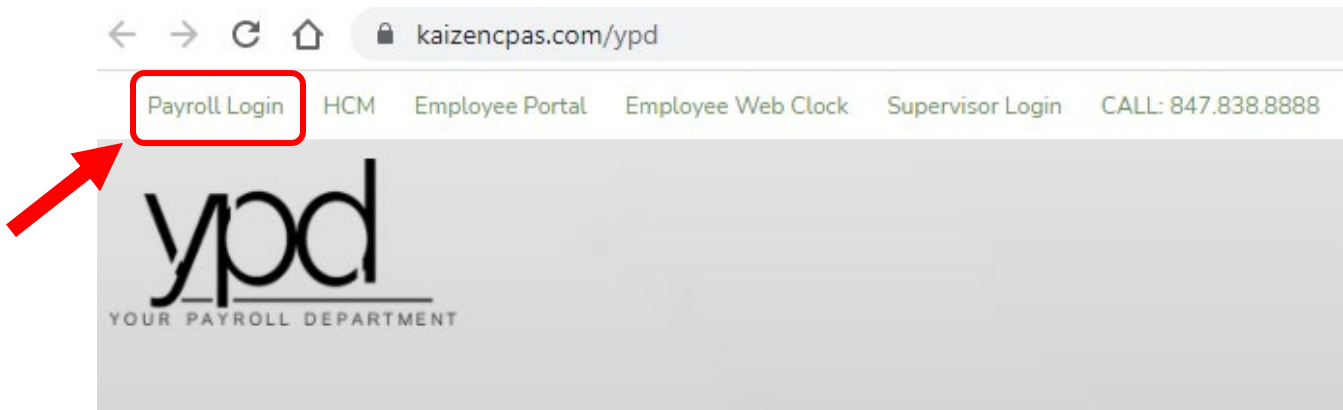 kaizencpas.com/ypd
Payroll Login HCM Employee Portal Employee Web Clock Supervisor Login CALL: 847.838.8888
ypd
YOUR PAYROLL DEPARTMENT